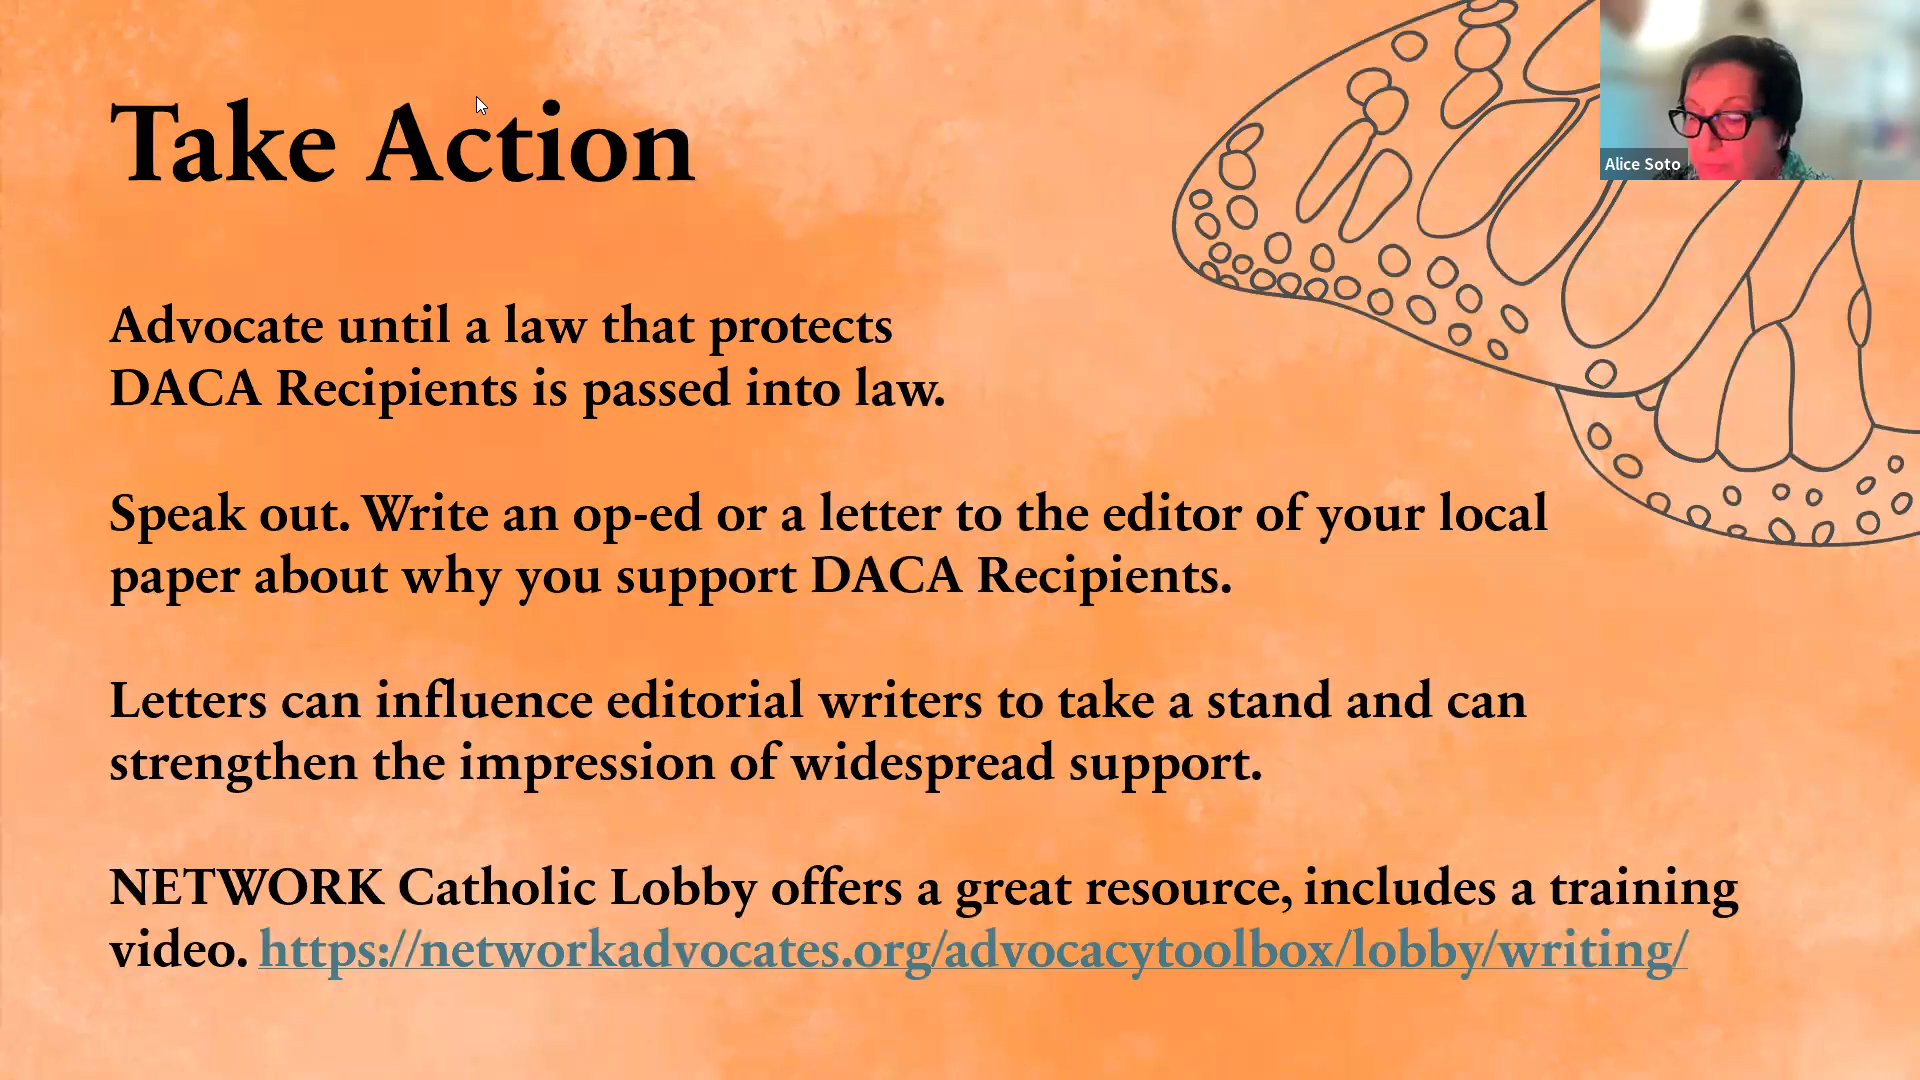 Take Action
Alice Soto
Advocate until a law that protects
DACA Recipients is passed into law.
Speak out. Write an op-ed or a letter to the editor of your local
paper about why you support DACA Recipients.
Letters can influence editorial writers to take a stand and can
strengthen the impression of widespread support.
NETWORK Catholic Lobby offers a great resource, includes a training
video. https://networkadvocates.org/advocacytoolbox/lobby/writing/